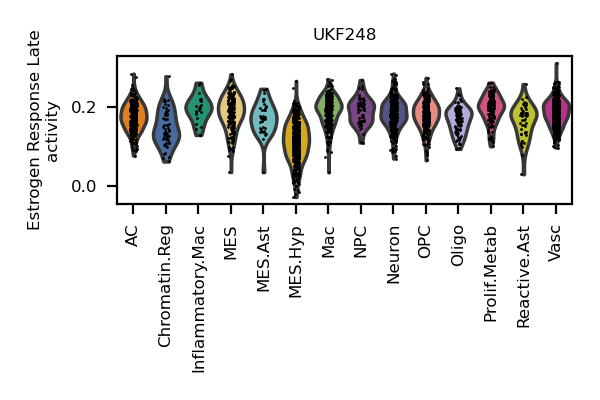 UKF248
Estrogen Response Late
activity
0.2
0.0
AC
Chromatin.Reg
Inflammatory.Mac
MES
MES.Ast
MES.Hyp
Mac
NPC
Neuron
OPC
Oligo
Prolif.Metab
Reactive.Ast
Vasc